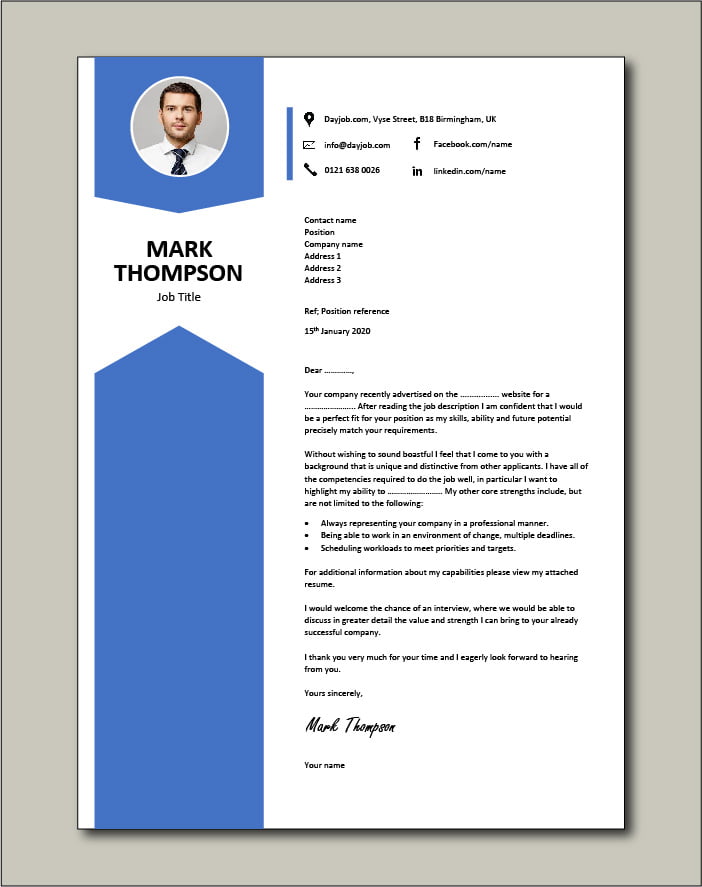 Dayjob.com, Vyse Street, B18 Birmingham, UK
info@dayjob.com
Facebook.com/name
0121 638 0026
linkedin.com/name
MARK
THOMPSON
Job Title
Contact name
Position
Company name
Address 1
Address 2
Address 3
Ref; Position reference
15th January 2020
Dear ............,
Your company recently advertised on the ................. website for a
...................... After reading the job description I am confident that I would
be a perfect fit for your position as my skills, ability and future potential
precisely match your requirements.
Without wishing to sound boastful I feel that I come to you with a
background that is unique and distinctive from other applicants. I have all
of the competencies required to do the job well, in particular I want to
highlight my ability to ........................ My other core strengths include, but
are not limited to the following:
• Always representing your company in a professional manner.
• Being able to work in an environment of change, multiple deadlines.
• Scheduling workloads to meet priorities and targets.
For additional information about my capabilities please view my attached
resume.
I would welcome the chance of an interview, where we would be able to
discuss in greater detail the value and strength I can bring to your already
successful company.
I thank you very much for your time and I eagerly look forward to hearing
from you.
Yours sincerely,
Mark Thompson
Your name